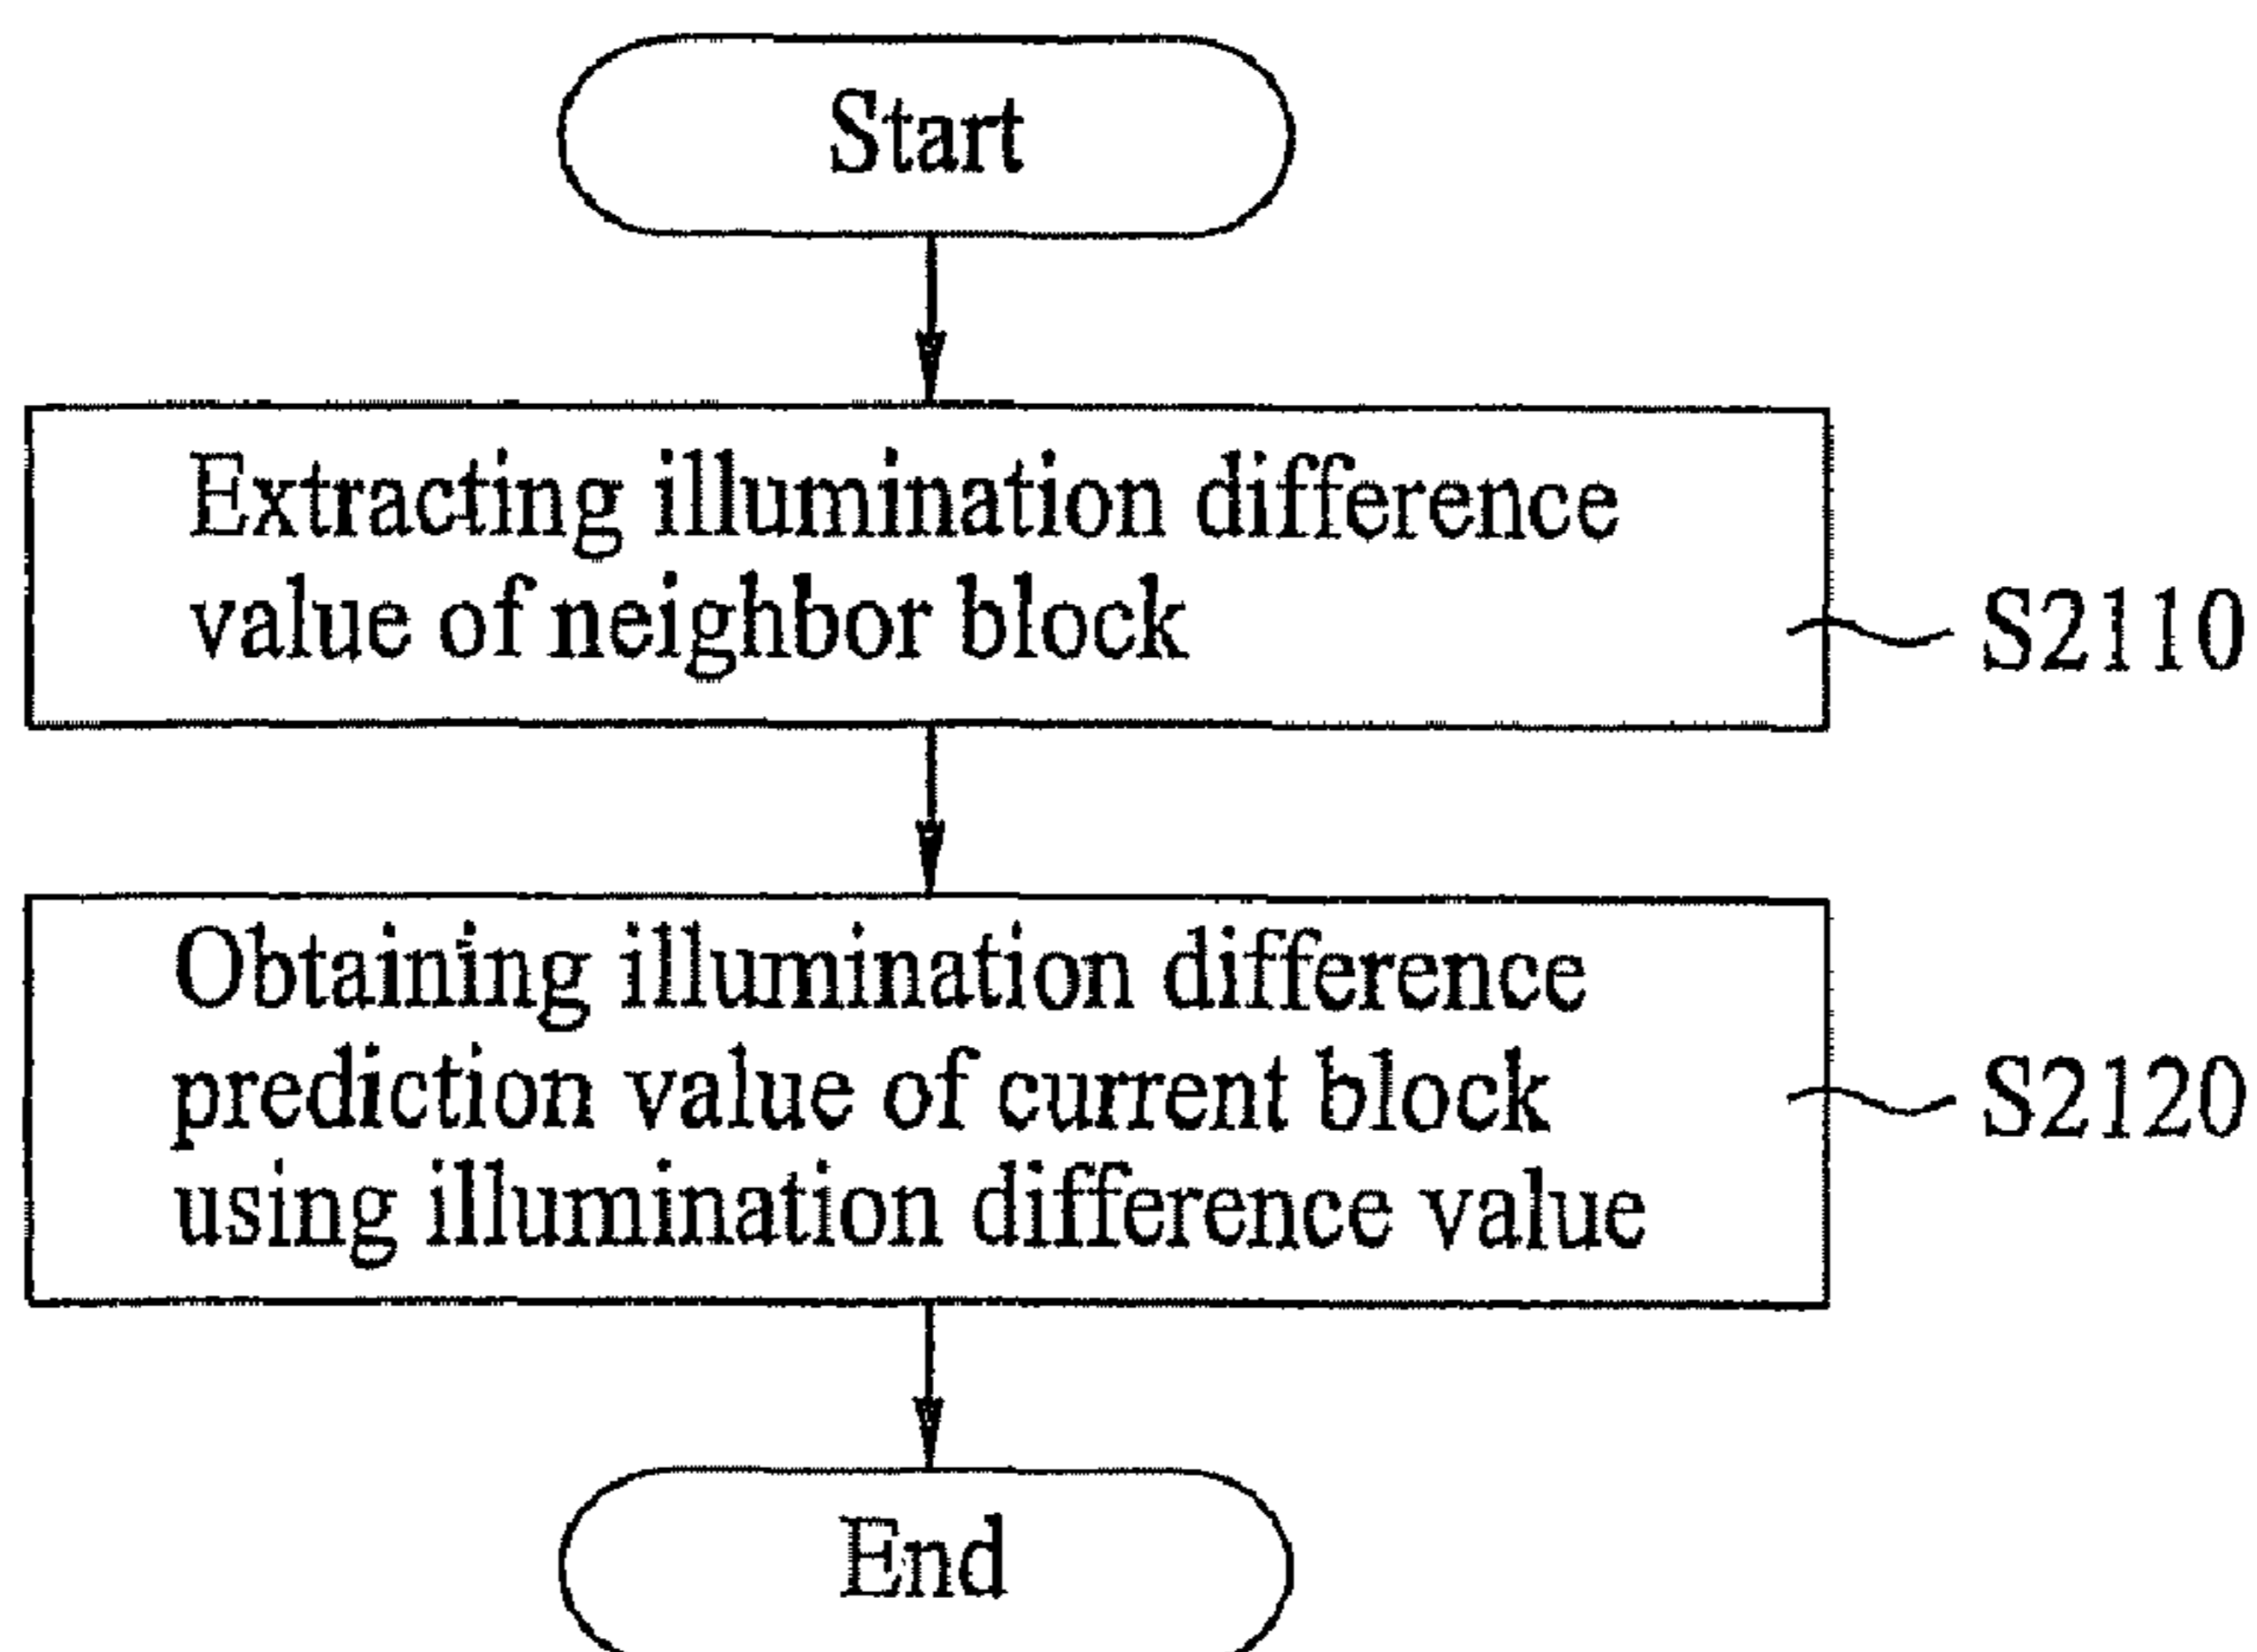 Start
Extracting illumination difference
value of neighbor block
S2110
Obtaining illumination difference
prediction value of current block
using illumination difference value
S2120
End